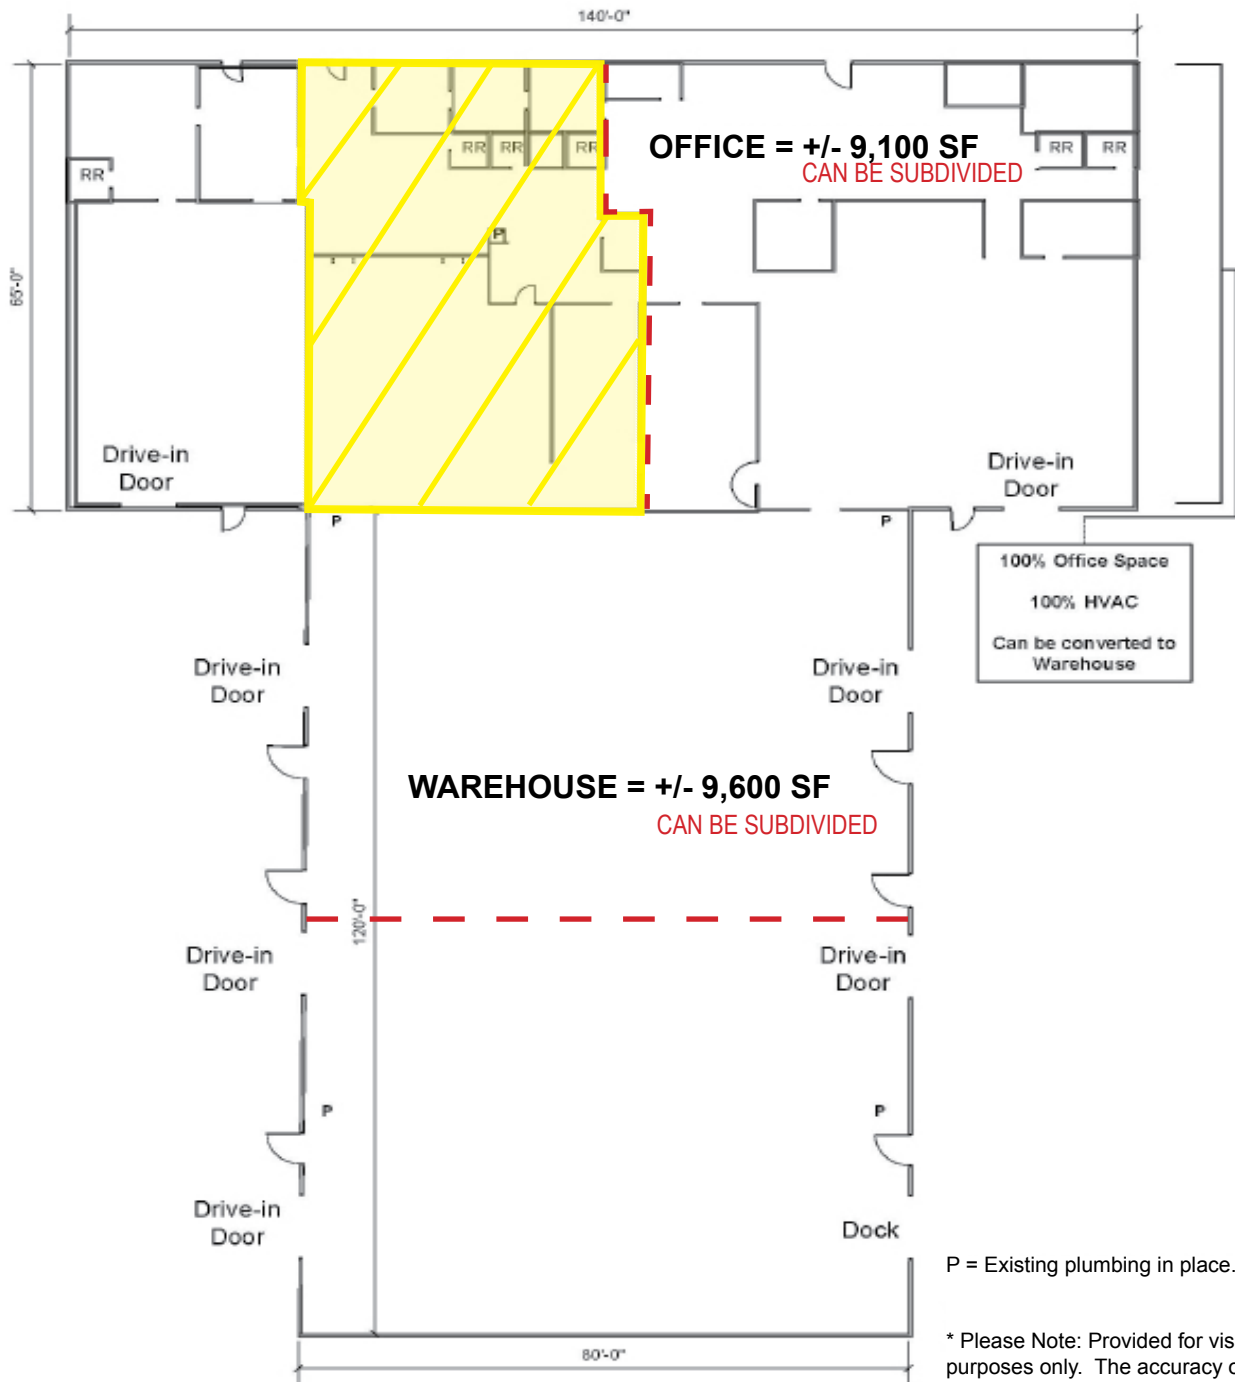 140'-0"
RR
RR
RR
OFFICE = +/- 9,100 SF
CAN BE SUBDIVIDED
RR
RR
RR
P
65'-0"
Drive-in
Door
Drive-in
Door
P
P
100% Office Space
100% HVAC
Can be converted to
Warehouse
Drive-in
Door
Drive-in
Door
WAREHOUSE = +/- 9,600 SF
CAN BE SUBDIVIDED
120'-0"
Drive-in
Door
Drive-in
Door
P
P
Drive-in
Door
Dock
P = Existing plumbing in place.
* Please Note: Provided for vis
purposes only. The accuracy o
80'-0"